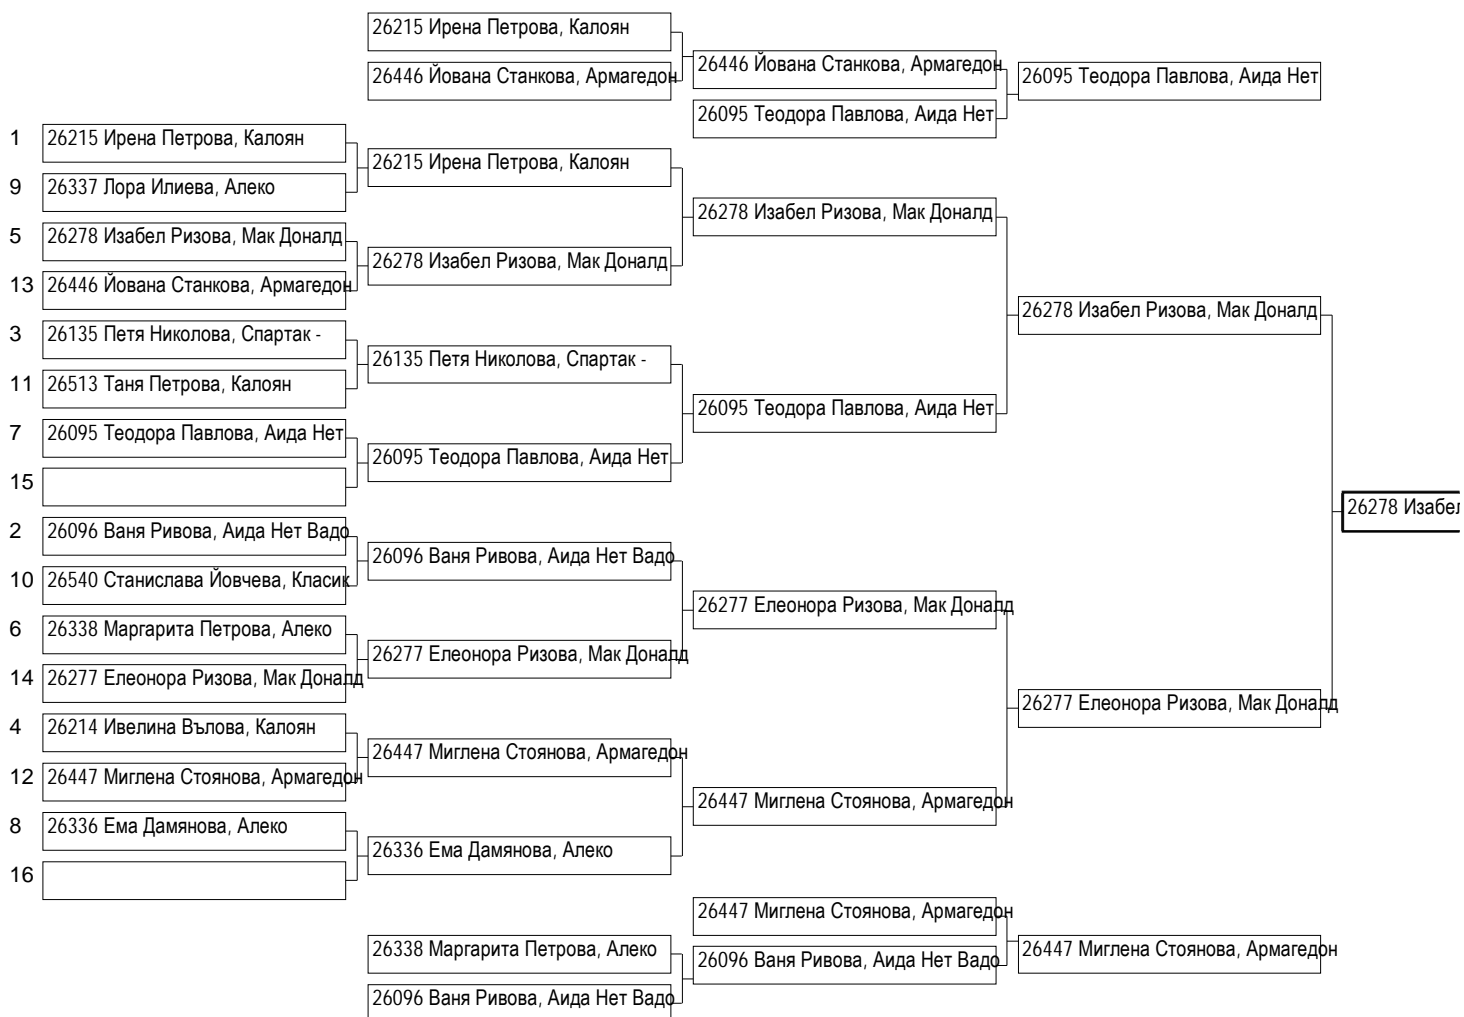 26215 Ирена Петрова, Калоян
26446 Йована Станкова, Армагедон
26446 Йована Станкова, Армагедон
26095 Теодора Павлова, Аида Нет
26095 Теодора Павлова, Аида Нет
1 26215 Ирена Петрова, Калоян
9 26337 Лора Илиева, Алеко
5 26278 Изабел Ризова, Мак Доналд
13 26446 Йована Станкова, Армагедон
3 26135 Петя Николова, Спартак -
11 26513 Таня Петрова, Калоян
7 26095 Теодора Павлова, Аида Нет
15
2 26096 Ваня Ривова, Аида Нет Вадо
10 26540 Станислава Йовчева, Класик
6 26338 Маргарита Петрова, Алеко
14 26277 Елеонора Ризова, Мак Доналд
4 26214 Ивелина Вълова, Калоян
12 26447 Миглена Стоянова, Армагедон
8 26336 Ема Дамянова, Алеко
16
26215 Ирена Петрова, Калоян
26278 Изабел Ризова, Мак Доналд
26135 Петя Николова, Спартак -
26095 Теодора Павлова, Аида Нет
26096 Ваня Ривова, Аида Нет Вадо
26277 Елеонора Ризова, Мак Доналд
26447 Миглена Стоянова, Армагедон
26336 Ема Дамянова, Алеко
26278 Изабел Ризова, Мак Доналд
26095 Теодора Павлова, Аида Нет
26277 Елеонора Ризова, Мак Доналд
26447 Миглена Стоянова, Армагедон
26278 Изабел Ризова, Мак Доналд
26277 Елеонора Ризова, Мак Доналд
26278 Изабел
26338 Маргарита Петрова, Алеко
26096 Ваня Ривова, Аида Нет Вадо
26447 Миглена Стоянова, Армагедон
26096 Ваня Ривова, Аида Нет Вадо
26447 Миглена Стоянова, Армагедон